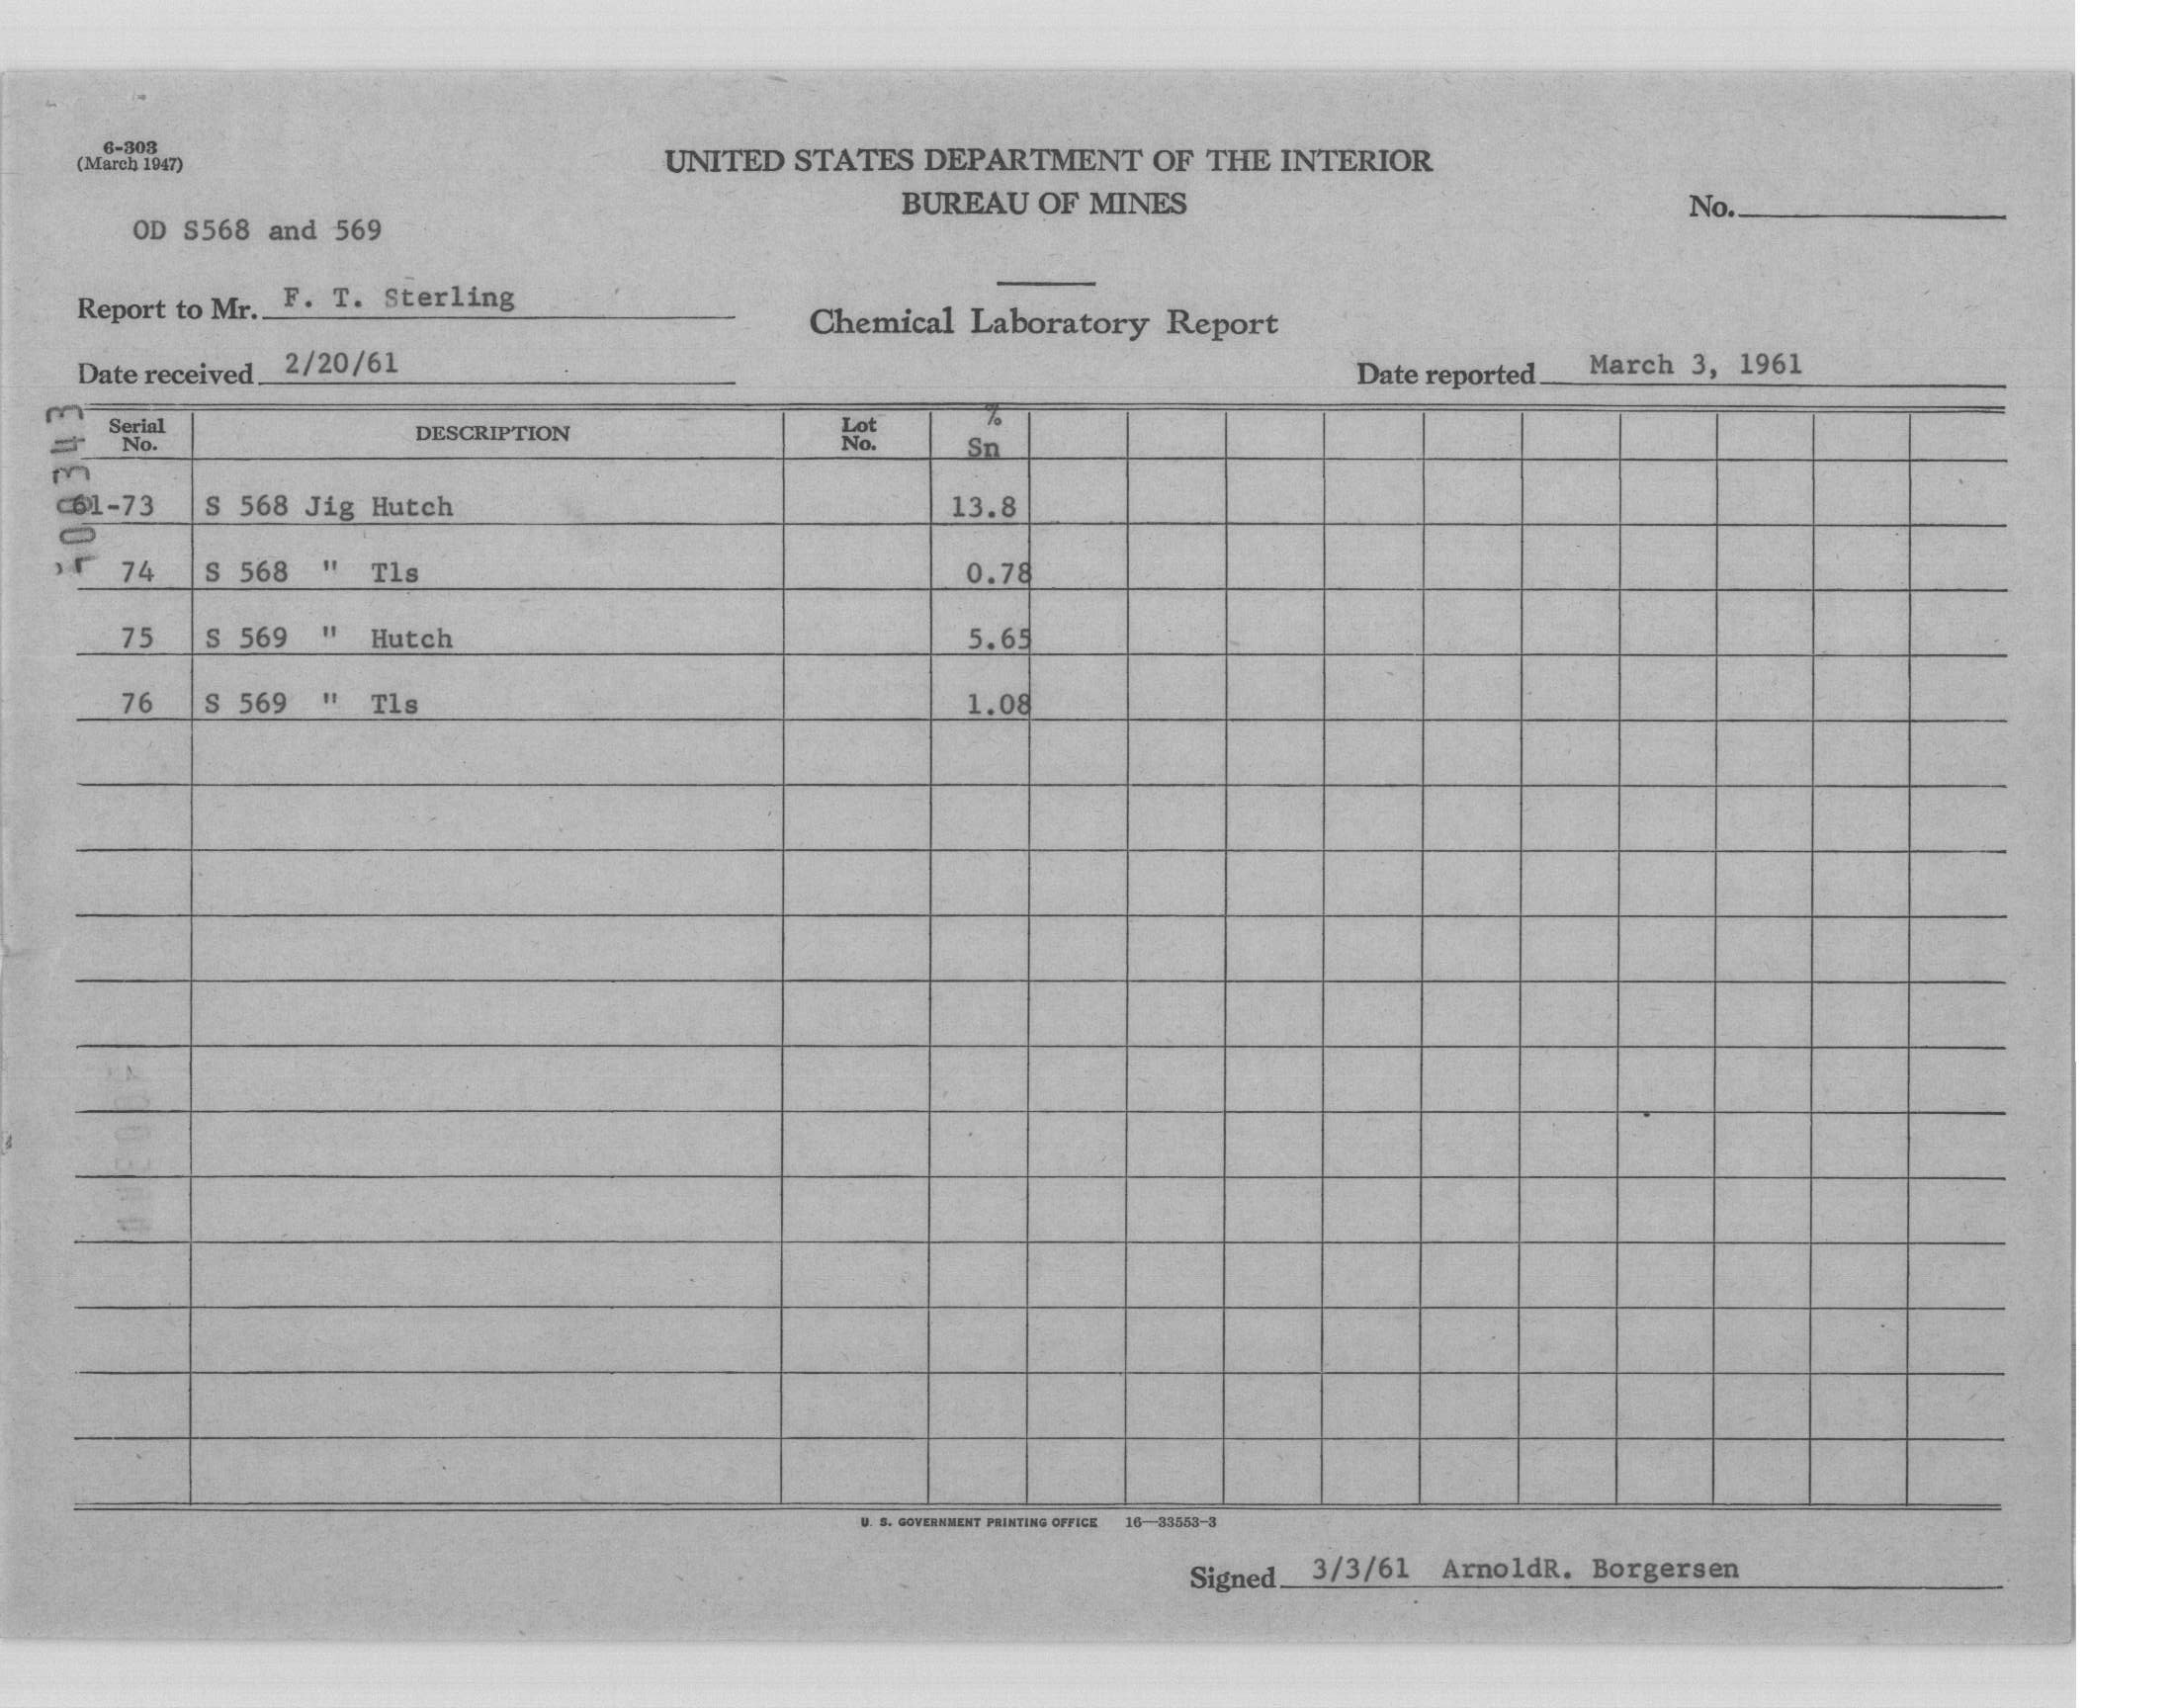 6-303
(March 1947)
UNITED STATES DEPARTMENT OF THE INTERIOR
BUREAU OF MINES
No.
OD S568 and 569
Report to Mr. F. T. Sterling
Chemical Laboratory Report
Date received 2/20/61
Date reported March 3, 1961
Serial No. DESCRIPTION Lot No. % Sn
61-73 S 568 Jig Hutch 13.8
74 S 568 " Tls 0.78
75 S 569 " Hutch 5.65
76 S 569 " Tls 1.08
U. S. GOVERNMENT PRINTING OFFICE 16—33553-3
Signed 3/3/61 ArnoldR. Borgersen